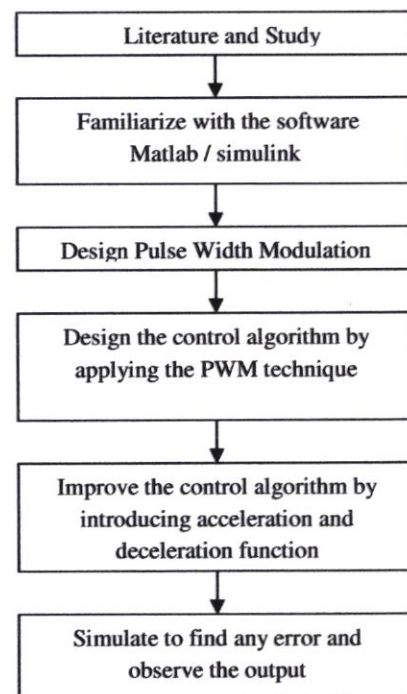 Literature and Study
Familiarize with the software
Matlab / simulink
Design Pulse Width Modulation
Design the control algorithm by
applying the PWM technique
Improve the control algorithm by
introducing acceleration and
deceleration function
Simulate to find any error and
observe the output